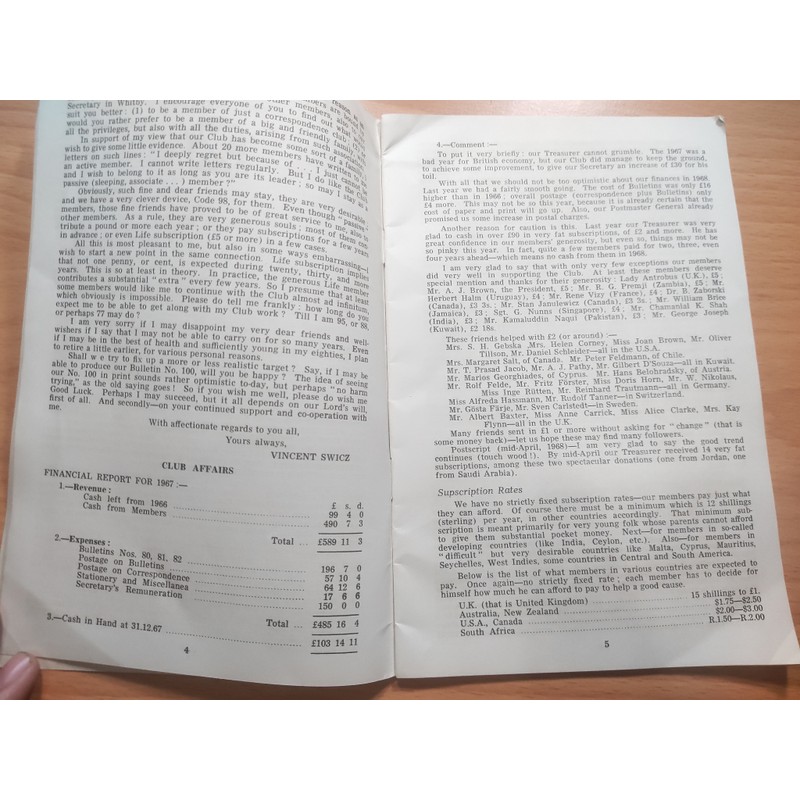 Secretary in Whitby. I encourage everyone of you to find out what
suit you better: (1) to be a member of just a correspondence club,
would you rather prefer to be a member of a big and friendly family,
all the privileges, but also with all the duties, arising from such association.
In support of my view that our Club has become some sort of a family I
wish to give some little evidence. About 20 more members have written
letters on such lines: "I deeply regret but because of . . . I just cannot
an active member. I cannot write letters regularly. But I do like the
and I wish to belong to it as long as you are its leader; so may I stay as a
passive (sleeping, associate . . . ) member ?"
Obviously, such fine and dear friends may stay, they are very desirable
and we have a very clever device, Code 98, for them. Even though "passive"
members, those fine friends have proved to be of great service to me, also to
other members. As a rule, they are very generous souls; most of them con-
tribute a pound or more each year; or they pay subscriptions for a few years
in advance; or even Life subscription (£5 or more) in a few cases.
All this is most pleasant to me, but also in some ways embarrassing—I
wish to start a new point in the same connection. Life subscription implies
that not one penny, or cent, is expected during twenty, thirty, and more
years. This is so at least in theory. In practice, the generous Life member
contributes a substantial "extra" every few years. So I presume that at least
some members would like me to continue with the Club almost ad infinitum,
which obviously is impossible. Please do tell me frankly; how long do you
expect me to be able to get along with my Club work ? Till I am 95, or 88,
or perhaps 77 may do ?
I am very sorry if I may disappoint my very dear friends and well-
wishers if I say that I may not be able to carry on for so many years. Even
if I may be in the best of health and sufficiently young in my eighties, I plan
to retire a little earlier, for various personal reasons.
Shall we try to fix up a more or less realistic target ? Say, if I may be
able to produce our Bulletin No. 100, will you be happy ? The idea of seeing
our No. 100 in print sounds rather optimistic to-day, but perhaps "no harm
trying," as the old saying goes ! So if you wish me well, please do wish me
Good Luck. Perhaps I may succeed, but it all depends on our Lord's will,
first of all. And secondly—on your continued support and co-operation with
me.
With affectionate regards to you all,
Yours always,
VINCENT SWICZ
CLUB AFFAIRS
FINANCIAL REPORT FOR 1967 :—
1.—Revenue : £ s. d.
Cash left from 1966 99 4 0
Cash from Members 490 7 3
Total ... £589 11 3
2.—Expenses :
Bulletins Nos. 80, 81, 82 196 7 0
Postage on Bulletins 57 10 4
Postage on Correspondence 64 12 6
Stationery and Miscellanea 17 6 6
Secretary's Remuneration 150 0 0
Total ... £485 16 4
3.—Cash in Hand at 31.12.67 £103 14 11
4
4.—Comment :—
To put it very briefly : our Treasurer cannot grumble. The 1967 was a
bad year for British economy, but our Club did manage to keep the ground,
to achieve some improvement, to give our Secretary an increase of £30 for his
toil.
With all that we should not be too optimistic about our finances in 1968.
Last year we had a fairly smooth going. The cost of Bulletins was only £16
higher than in 1966 ; overall postage (correspondence plus Bulletins) only
£4 more. This may not be so this year, because it is already certain that the
cost of paper and print will go up. Also, our Postmaster General already
promised us some increase in postal charges.
Another reason for caution is this. Last year our Treasurer was very
glad to cash in over £90 in very fat subscriptions, of £2 and more. He has
great confidence in our members' generosity, but even so, things may not be
so pinky this year. In fact, quite a few members paid for two, three, even
four years ahead—which means no cash from them in 1968.
I am very glad to say that with only very few exceptions our members
did very well in supporting the Club. At least these members deserve
special mention and thanks for their generosity : Lady Antrobus (U.K.), £5 ;
Mr. A. J. Brown, the President, £5 ; Mr. R. G. Premji (Zambia), £5 ; Mr.
Herbert Halm (Uruguay), £4 ; Mr. Rene Vizy (France), £4 ; Dr. B. Zaborski
(Canada), £3 3s. ; Mr. Stan Janulewicz (Canada), £3 3s. ; Mr. William Brice
(Jamaica), £3 ; Sgt. G. Nunns (Singapore), £4 ; Mr. Chamanlal K. Shah
(India), £3 ; Mr. Kamaluddin Naqui (Pakistan), £3 ; Mr. George Joseph
(Kuwait), £2 18s.
These friends helped with £2 (or around) :—
Mrs. S. H. Gebska, Mrs. Helen Corney, Miss Joan Brown, Mr. Oliver
Tillson, Mr. Daniel Schleider—all in the U.S.A.
Mrs. Margaret Salt, of Canada. Mr. Peter Feldmann, of Chile.
Mr. T. Prasad Jacob, Mr. A. J. Pathy, Mr. Gilbert D'Souza—all in Kuwait.
Mr. Marios Georghiades, of Cyprus. Mr. Hans Belohradsky, of Austria.
Mr. Rolf Felde, Mr. Fritz Förster, Miss Doris Horn, Mr. W. Nikolaus,
Miss Inge Rütten, Mr. Reinhard Trautmann—all in Germany.
Miss Alfreda Hassmann, Mr. Rudolf Tanner—in Switzerland.
Mr. Gösta Färje, Mr. Sven Carlstedt—in Sweden.
Mr. Albert Baxter, Miss Anne Carrick, Miss Alice Clarke, Mrs. Kay
Flynn—all in the U.K.
Many friends sent in £1 or more without asking for "change" (that is
some money back)—let us hope these may find many followers.
Postscript (mid-April, 1968)—I am very glad to say the good trend
continues (touch wood !). By mid-April our Treasurer received 14 very fat
subscriptions, among them two spectacular donations (one from Jordan, one
from Saudi Arabia).
Supscription Rates
We have no strictly fixed subscription rates—our members pay just what
they can afford. Of course there must be a minimum which is 12 shillings
(sterling) per year, in other countries accordingly. That minimum sub-
scription is meant primarily for very young folk whose parents cannot afford
to give them substantial pocket money. Next—for members in so-called
developing countries (like India, Ceylon, etc.). Also—for members in
"difficult" but very desirable countries like Malta, Cyprus, Mauritius,
Seychelles, West Indies, some countries in Central and South America.
Below is the list of what members in various countries are expected to
pay. Once again—no strictly fixed rate ; each member has to decide for
himself how much he can afford to pay to help a good cause.
U.K. (that is United Kingdom) 15 shillings to £1.
Australia, New Zealand $1.75—$2.50
U.S.A., Canada $2.00—$3.00
South Africa R.1.50—R.2.00
5